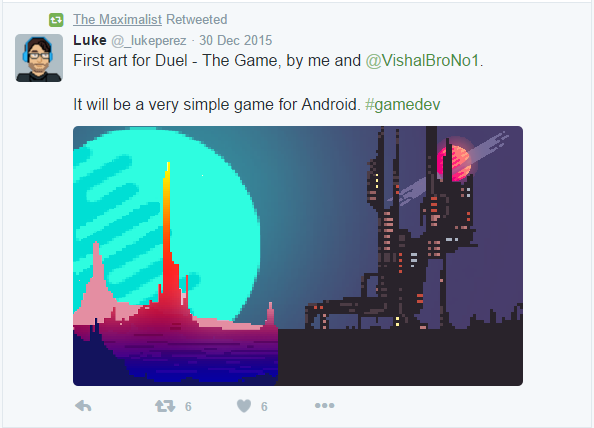 The Maximalist Retweeted
Luke @_lukeperez · 30 Dec 2015
First art for Duel - The Game, by me and @VishalBroNo1.
It will be a very simple game for Android. #gamedev
6 6